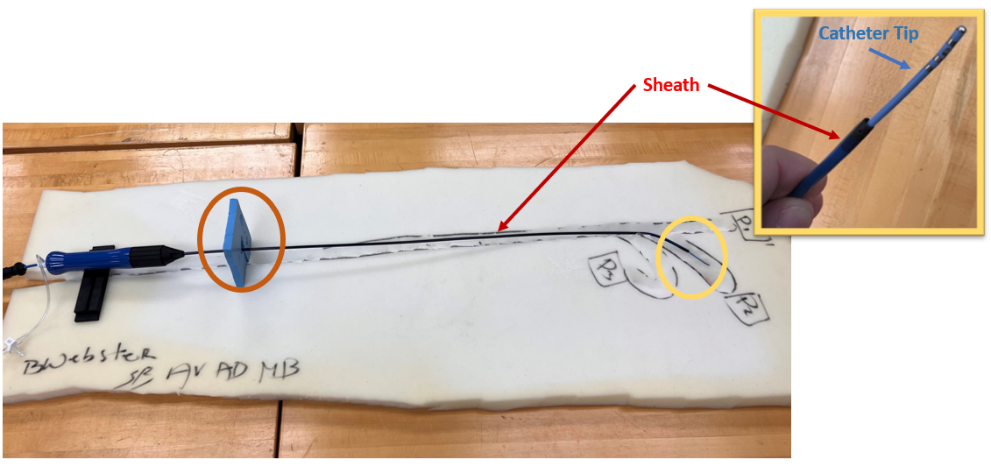 Catheter Tip
Sheath
P1
P3
P2
BWebster
SP AV AD MB